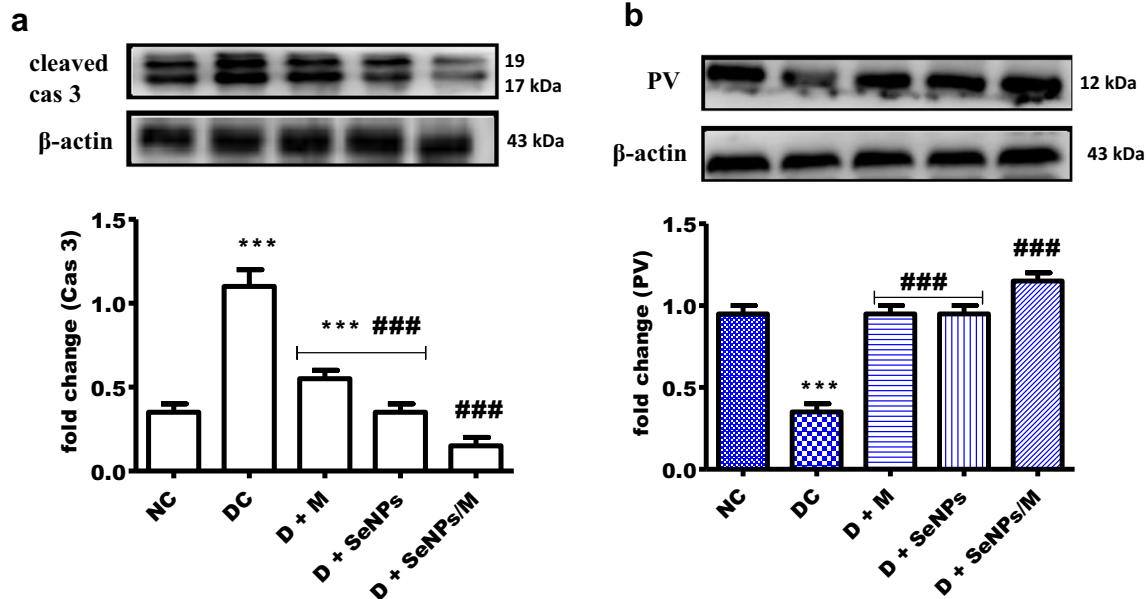 a
cleaved
cas 3
19
17 kDa
β-actin
43 kDa
fold change (Cas 3)
1.5
1.0
0.5
0.0
***
*** ###
###
NC
DC
D + M
D + SeNPs
D + SeNPs/M
b
PV
12 kDa
β-actin
43 kDa
fold change (PV)
1.5
1.0
0.5
0.0
***
###
###
NC
DC
D + M
D + SeNPs
D + SeNPs/M